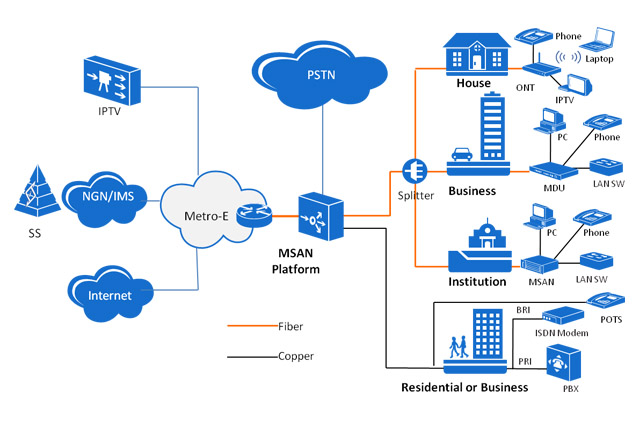 Phone
Laptop
PSTN
House
ONT
IPTV
IPTV
PC
Phone
Splitter
Business
MDU
LAN SW
NGN/IMS
Metro-E
SS
MSAN
Platform
PC
Phone
Institution
MSAN
LAN SW
Internet
Fiber
Copper
BRI
POTS
ISDN Modem
PRI
Residential or Business
PBX